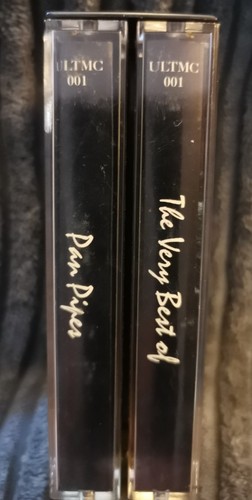 ULTMC
001
Pan Pipes
ULTMC
001
The Very Best of